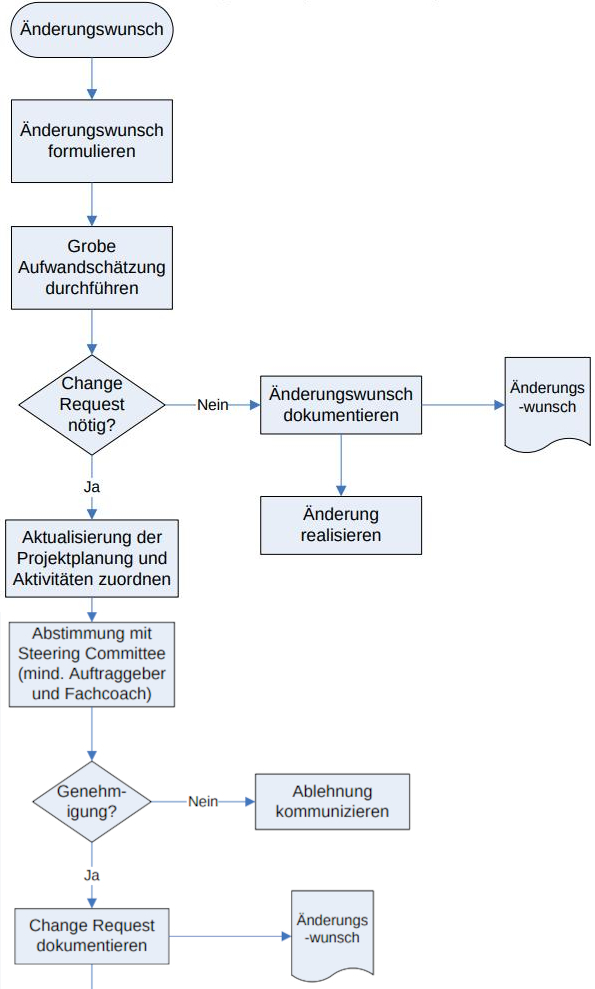 Änderungswunsch
Änderungswunsch
formulieren
Grobe
Aufwandschätzung
durchführen
Change
Request
nötig?
Nein
Änderungswunsch
dokumentieren
Änderungs
-wunsch
Ja
Änderung
realisieren
Aktualisierung der
Projektplanung und
Aktivitäten zuordnen
Abstimmung mit
Steering Committee
(mind. Auftraggeber
und Fachcoach)
Genehm-
igung?
Nein
Ablehnung
kommunizieren
Ja
Change Request
dokumentieren
Änderungs
-wunsch